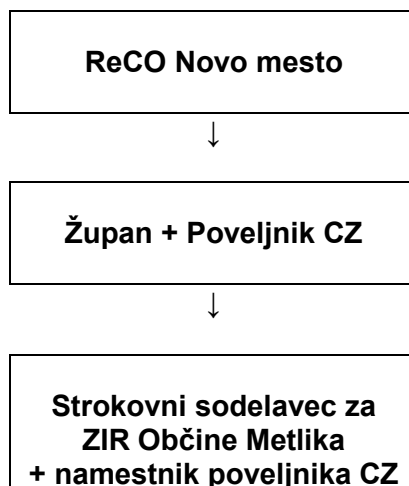 ReCO Novo mesto
↓
Župan + Poveljnik CZ
↓
Strokovni sodelavec za
ZIR Občine Metlika
+ namestnik poveljnika CZ